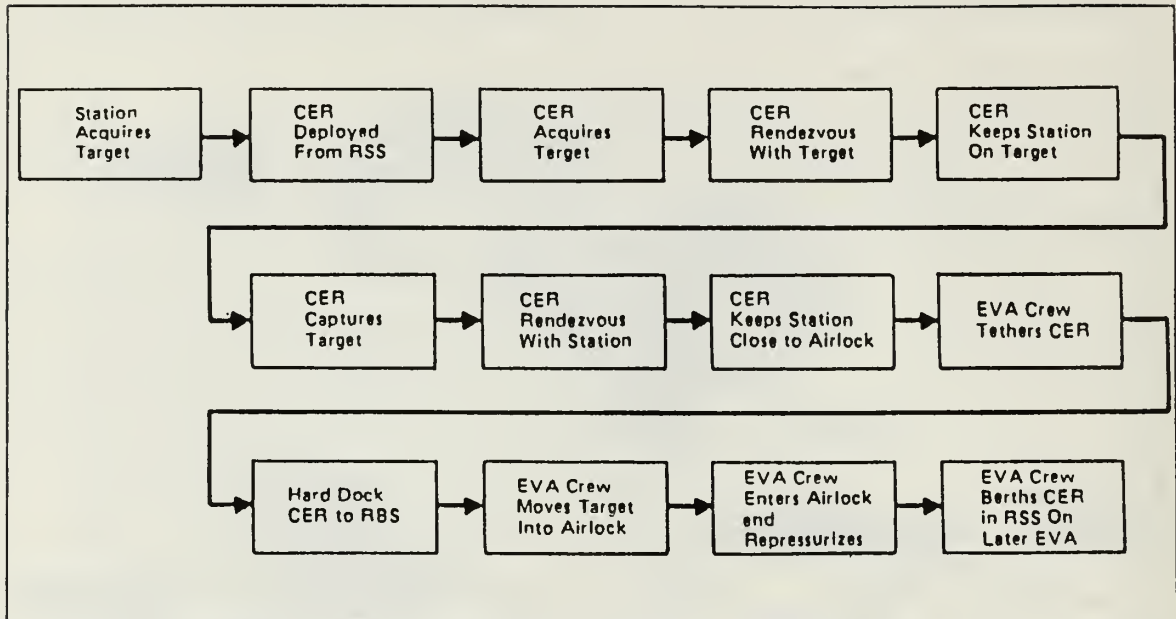 Station
Acquires
Target
CER
Deployed
From RSS
CER
Acquires
Target
CER
Rendezvous
With Target
CER
Keeps Station
On Target
CER
Captures
Target
CER
Rendezvous
With Station
CER
Keeps Station
Close to Airlock
EVA Crew
Tethers CER
Hard Dock
CER to RBS
EVA Crew
Moves Target
Into Airlock
EVA Crew
Enters Airlock
and
Repressurizes
EVA Crew
Berths CER
in RSS On
Later EVA